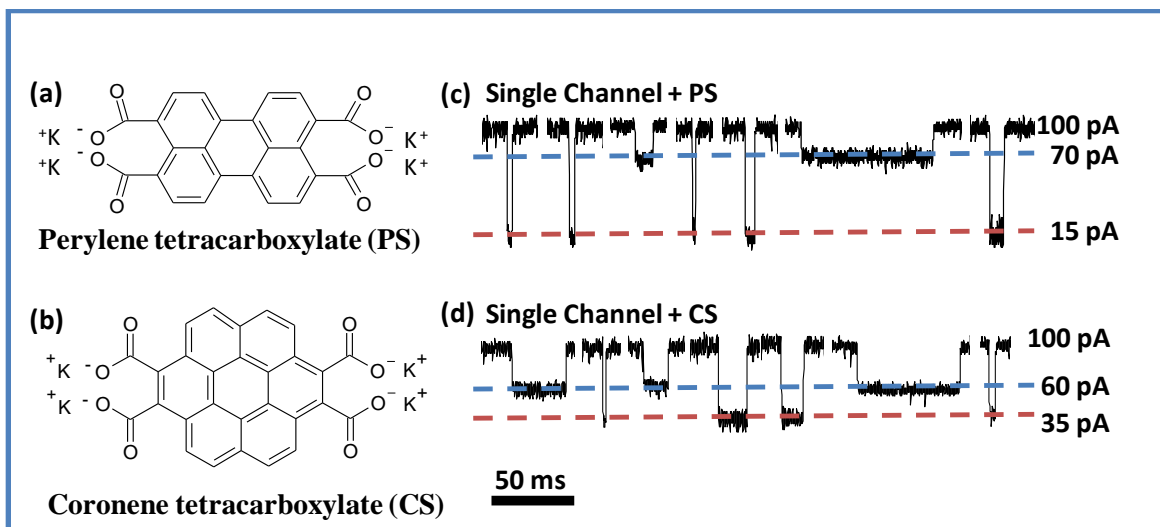 (a)
O
O
+K - O
O - K+
+K - O
O - K+
O
O
Perylene tetracarboxylate (PS)
(b)
O
O
+K - O
O - K+
+K - O
O - K+
O
O
Coronene tetracarboxylate (CS)
(c) Single Channel + PS
100 pA
70 pA
15 pA
(d) Single Channel + CS
100 pA
60 pA
35 pA
50 ms